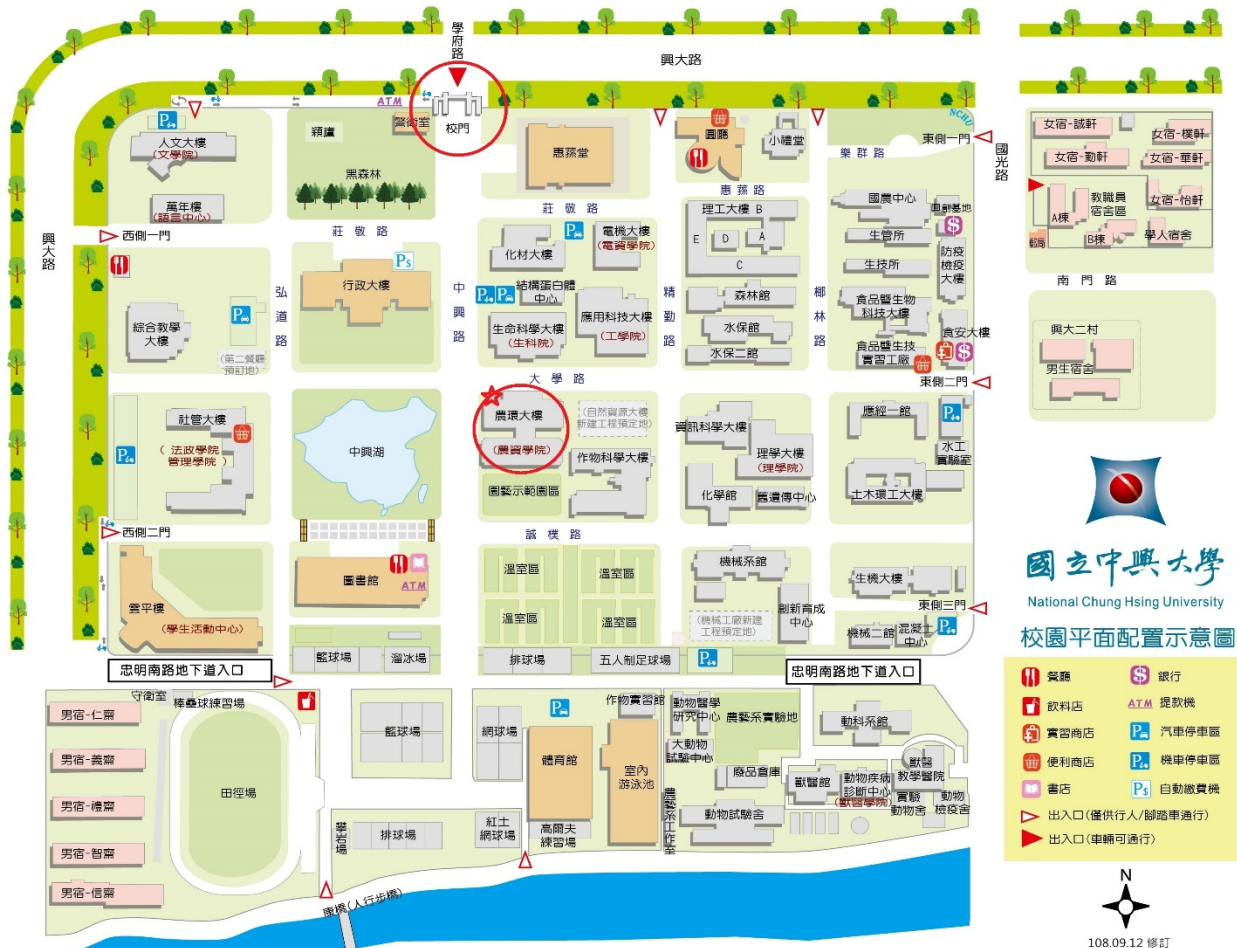 學府路
興大路
ATM
校門
警衛室
穎廬
人文大樓
(文學院)
黑森林
惠蓀堂
圓廳
小禮堂
NCHU
東側一門
樂群路
惠蓀路
國光路
女宿-誠軒
女宿-樸軒
女宿-勤軒
女宿-華軒
女宿-怡軒
教職員
宿舍區
A棟
B棟
學人宿舍
郵局
南門路
興大二村
男生宿舍
萬年樓
(語言中心)
莊敬路
莊敬路
西側一門
興大路
化材大樓
電機大樓
(電資學院)
理工大樓 B
E
D
A
C
國農中心
生管所
生技所
防疫
檢疫
大樓
行政大樓
弘道路
中興路
精勤路
椰林路
結構蛋白體
中心
生命科學大樓
(生科院)
應用科技大樓
(工學院)
森林館
水保館
水保二館
食品暨生物
科技大樓
食品暨生技
實習工廠
食安大樓
綜合教學
大樓
(第二餐廳
預訂地)
大學路
東側二門
社管大樓
(法政學院
管理學院)
中興湖
農環大樓
(農資學院)
(自然資源大樓
新建工程預定地)
作物科學大樓
園藝示範園區
資訊科學大樓
理學大樓
(理學院)
化學館
舊遺傳中心
應經一館
水工
實驗室
土木環工大樓
西側二門
誠樸路
雲平樓
(學生活動中心)
圖書館
ATM
溫室區
溫室區
溫室區
溫室區
機械系館
(機械工廠新建
工程預定地)
創新育成
中心
生機大樓
東側三門
機械二館
混凝土
中心
籃球場
溜冰場
排球場
五人制足球場
忠明南路地下道入口
忠明南路地下道入口
守衛室
棒壘球練習場
男宿-仁齋
男宿-義齋
男宿-禮齋
男宿-智齋
男宿-信齋
田徑場
籃球場
網球場
體育館
作物實習館
室內
游泳池
動物醫學
研究中心
農藝系實驗地
大動物
試驗中心
廢品倉庫
動科系館
獸醫館
動物疾病
診斷中心
(獸醫學院)
獸醫
教學醫院
實驗
動物舍
動物
檢疫舍
動物試驗舍
農藝系工作室
攀岩場
排球場
紅土
網球場
高爾夫
練習場
康橋(人行步橋)
國立中興大學
National Chung Hsing University
校園平面配置示意圖
餐廳
銀行
飲料店
ATM 提款機
實習商店
汽車停車區
便利商店
機車停車區
書店
自動繳費機
出入口(僅供行人/腳踏車通行)
出入口(車輛可通行)
N
108.09.12 修訂